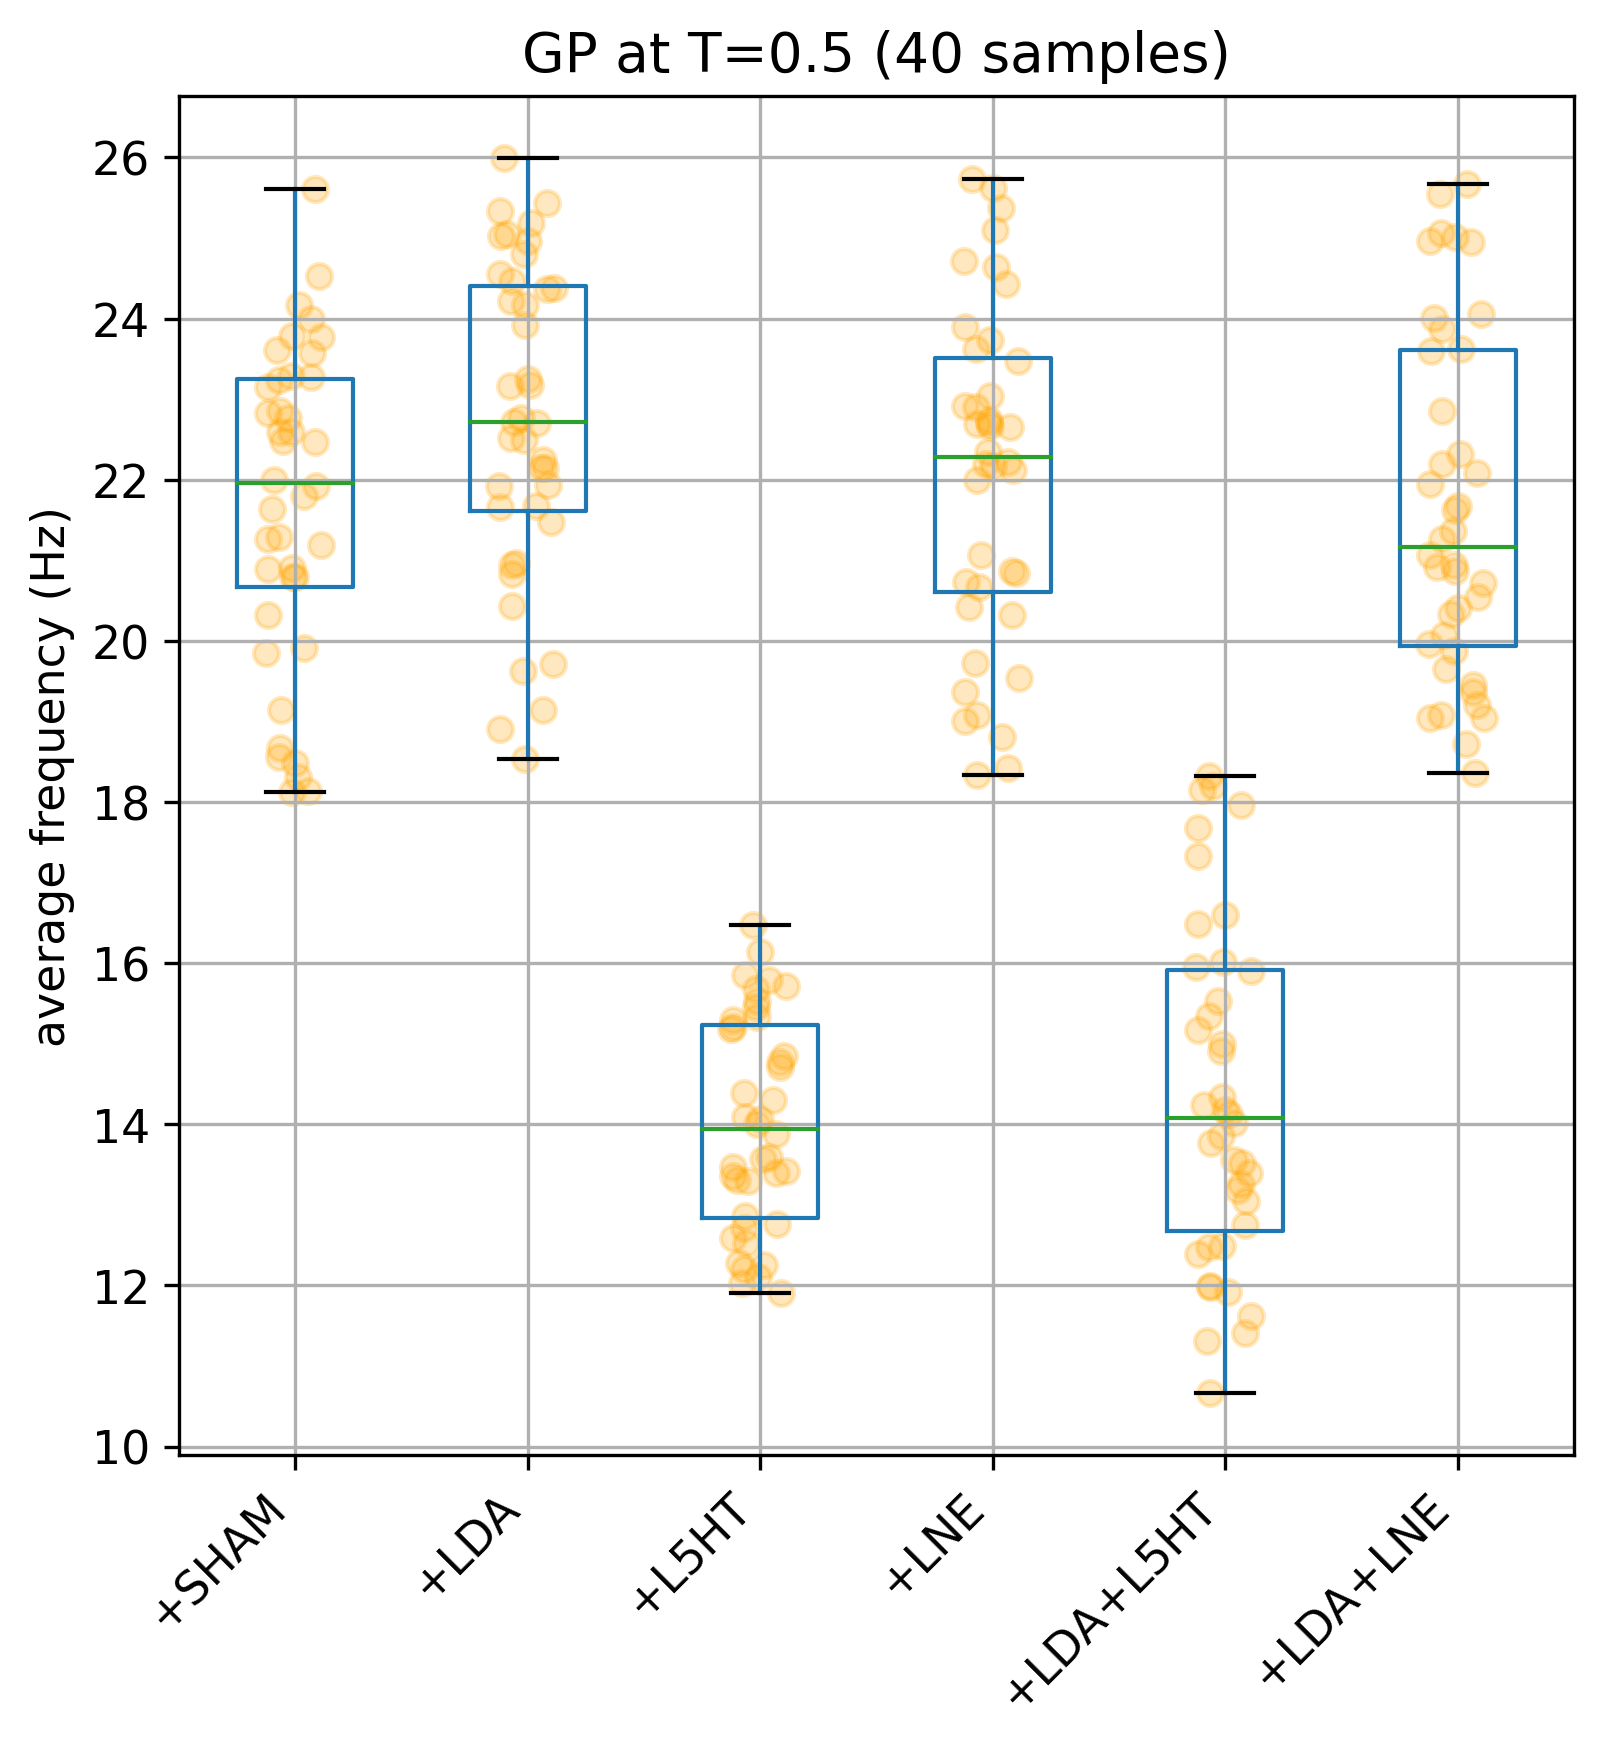 GP at T=0.5 (40 samples)
average frequency (Hz)
26
24
22
20
18
16
14
12
10
+SHAM
+LDA
+L5HT
+LNE
+LDA+L5HT
+LDA+LNE